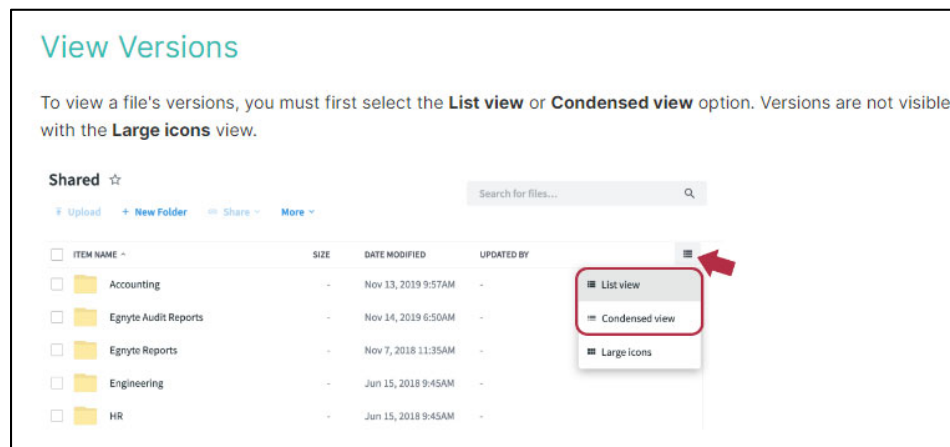 View Versions
To view a file's versions, you must first select the List view or Condensed view option. Versions are not visible
with the Large icons view.
Shared
Search for files...
Upload + New Folder Share More
ITEM NAME SIZE DATE MODIFIED UPDATED BY
Accounting - Nov 13, 2019 9:57AM - List view
Egnyte Audit Reports - Nov 14, 2019 6:50AM - Condensed view
Egnyte Reports - Nov 7, 2018 11:35AM - Large icons
Engineering - Jun 15, 2018 9:45AM -
HR - Jun 15, 2018 9:45AM -